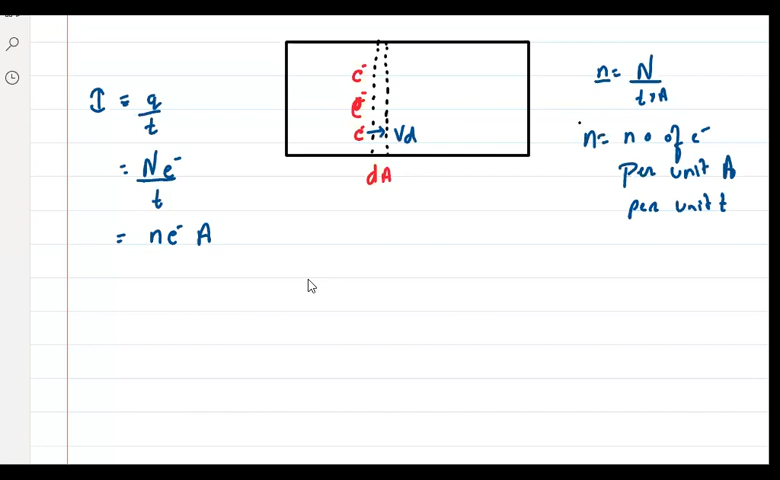 I = q/t
= Ne⁻/t
= ne⁻ A
e⁻
e⁻
e⁻ → Vd
dA
n = N/t×A
n = no of e⁻
per unit A
per unit t